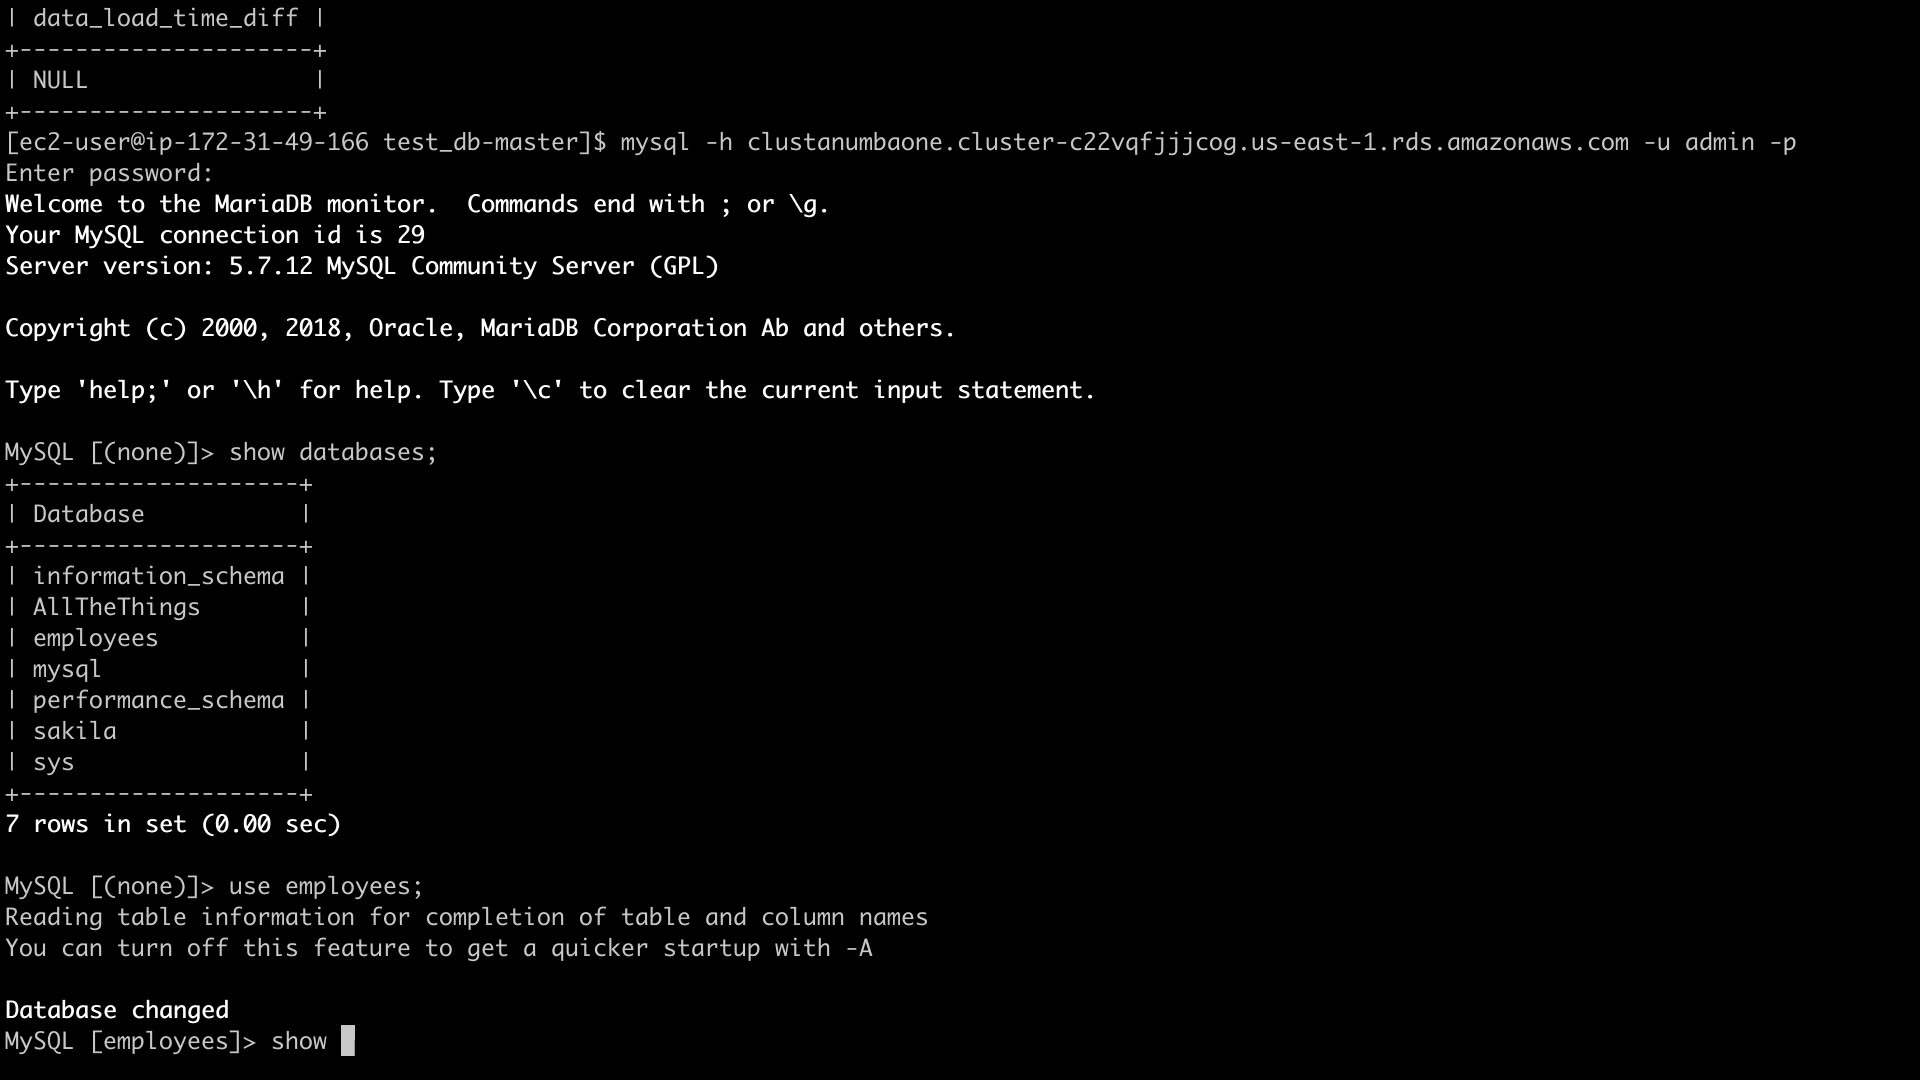 | data_load_time_diff |
+---------------------+
| NULL                |
+---------------------+
[ec2-user@ip-172-31-49-166 test_db-master]$ mysql -h clustanumbaone.cluster-c22vqfjjjcog.us-east-1.rds.amazonaws.com -u admin -p
Enter password:
Welcome to the MariaDB monitor.  Commands end with ; or \g.
Your MySQL connection id is 29
Server version: 5.7.12 MySQL Community Server (GPL)

Copyright (c) 2000, 2018, Oracle, MariaDB Corporation Ab and others.

Type 'help;' or '\h' for help. Type '\c' to clear the current input statement.

MySQL [(none)]> show databases;
+--------------------+
| Database           |
+--------------------+
| information_schema |
| AllTheThings       |
| employees          |
| mysql              |
| performance_schema |
| sakila             |
| sys                |
+--------------------+
7 rows in set (0.00 sec)

MySQL [(none)]> use employees;
Reading table information for completion of table and column names
You can turn off this feature to get a quicker startup with -A

Database changed
MySQL [employees]> show